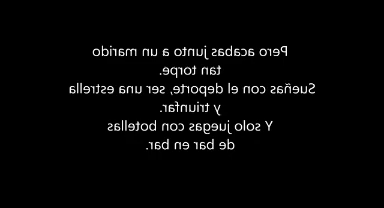 Pero acabas junto a un marido
tan torpe.
Sueñas con el deporte, ser una estrella
y triunfar.
Y solo juegas con botellas
de bar en bar.